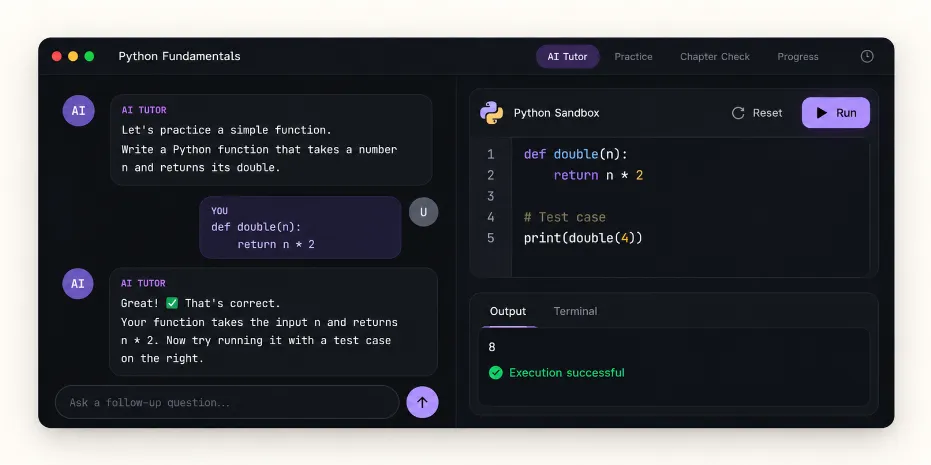 Python Fundamentals
AI Tutor
Practice
Chapter Check
Progress
AI
AI TUTOR
Let's practice a simple function.
Write a Python function that takes a number
n and returns its double.
YOU
def double(n):
    return n * 2
U
AI
AI TUTOR
Great! ✅ That's correct.
Your function takes the input n and returns
n * 2. Now try running it with a test case
on the right.
Ask a follow-up question...
Python Sandbox
Reset
Run
1 def double(n):
2     return n * 2
3
4 # Test case
5 print(double(4))
Output
Terminal
8
Execution successful